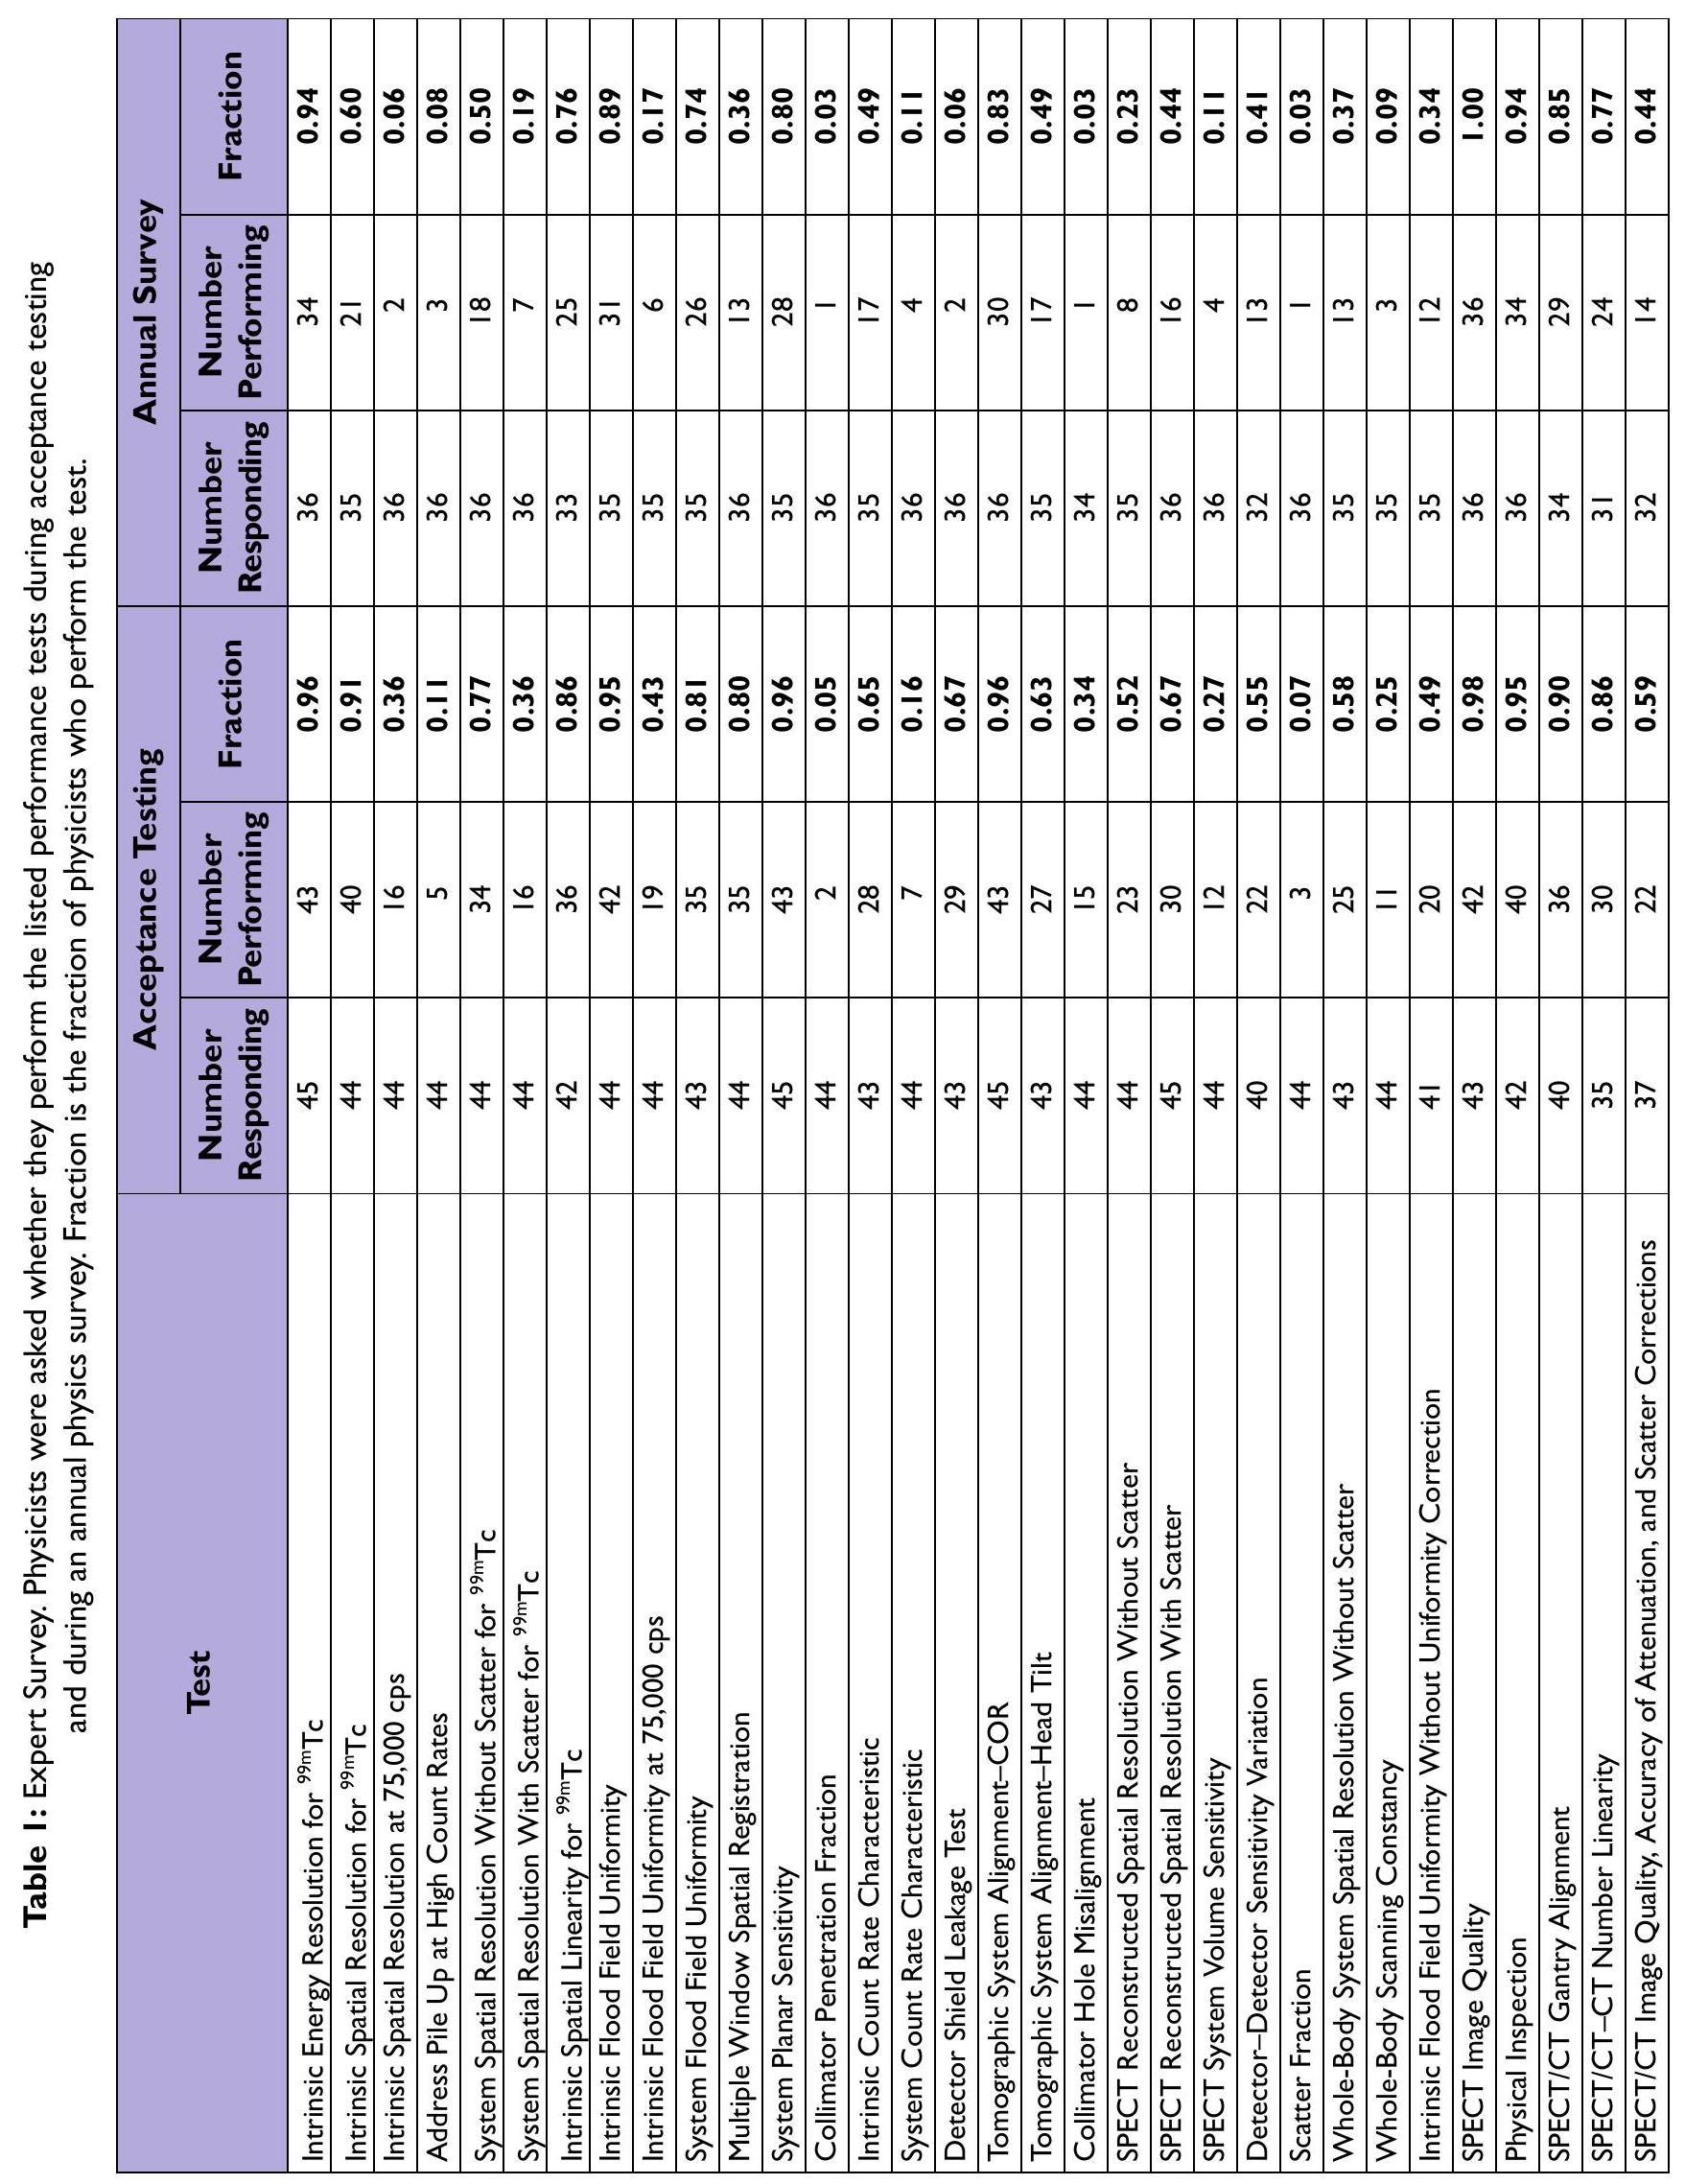 Table I: Expert Survey. Physicists were asked whether they perform the listed performance tests during acceptance testing
and during an annual physics survey. Fraction is the fraction of physicists who perform the test.
Test Acceptance Testing Annual Survey
Number Responding Number Performing Fraction Number Responding Number Performing Fraction
Intrinsic Energy Resolution for 99mTc 45 43 0.96 36 34 0.94
Intrinsic Spatial Resolution for 99mTc 44 40 0.91 35 21 0.60
Intrinsic Spatial Resolution at 75,000 cps 44 16 0.36 36 2 0.06
Address Pile Up at High Count Rates 44 5 0.11 36 3 0.08
System Spatial Resolution Without Scatter for 99mTc 44 34 0.77 36 18 0.50
System Spatial Resolution With Scatter for 99mTc 44 16 0.36 36 7 0.19
Intrinsic Spatial Linearity for 99mTc 42 36 0.86 33 25 0.76
Intrinsic Flood Field Uniformity 44 42 0.95 35 31 0.89
Intrinsic Flood Field Uniformity at 75,000 cps 44 19 0.43 35 6 0.17
System Flood Field Uniformity 43 35 0.81 35 26 0.74
Multiple Window Spatial Registration 44 35 0.80 36 13 0.36
System Planar Sensitivity 45 43 0.96 35 28 0.80
Collimator Penetration Fraction 44 2 0.05 36 1 0.03
Intrinsic Count Rate Characteristic 43 28 0.65 35 17 0.49
System Count Rate Characteristic 44 7 0.16 36 4 0.11
Detector Shield Leakage Test 43 29 0.67 36 2 0.06
Tomographic System Alignment–COR 45 43 0.96 36 30 0.83
Tomographic System Alignment–Head Tilt 43 27 0.63 35 17 0.49
Collimator Hole Misalignment 44 15 0.34 34 1 0.03
SPECT Reconstructed Spatial Resolution Without Scatter 44 23 0.52 35 8 0.23
SPECT Reconstructed Spatial Resolution With Scatter 45 30 0.67 36 16 0.44
SPECT System Volume Sensitivity 44 12 0.27 36 4 0.11
Detector–Detector Sensitivity Variation 40 22 0.55 32 13 0.41
Scatter Fraction 44 3 0.07 36 1 0.03
Whole-Body System Spatial Resolution Without Scatter 43 25 0.58 35 13 0.37
Whole-Body Scanning Constancy 44 11 0.25 35 3 0.09
Intrinsic Flood Field Uniformity Without Uniformity Correction 41 20 0.49 35 12 0.34
SPECT Image Quality 43 42 0.98 36 36 1.00
Physical Inspection 42 40 0.95 36 34 0.94
SPECT/CT Gantry Alignment 40 36 0.90 34 29 0.85
SPECT/CT–CT Number Linearity 35 30 0.86 31 24 0.77
SPECT/CT Image Quality, Accuracy of Attenuation, and Scatter Corrections 37 22 0.59 32 14 0.44